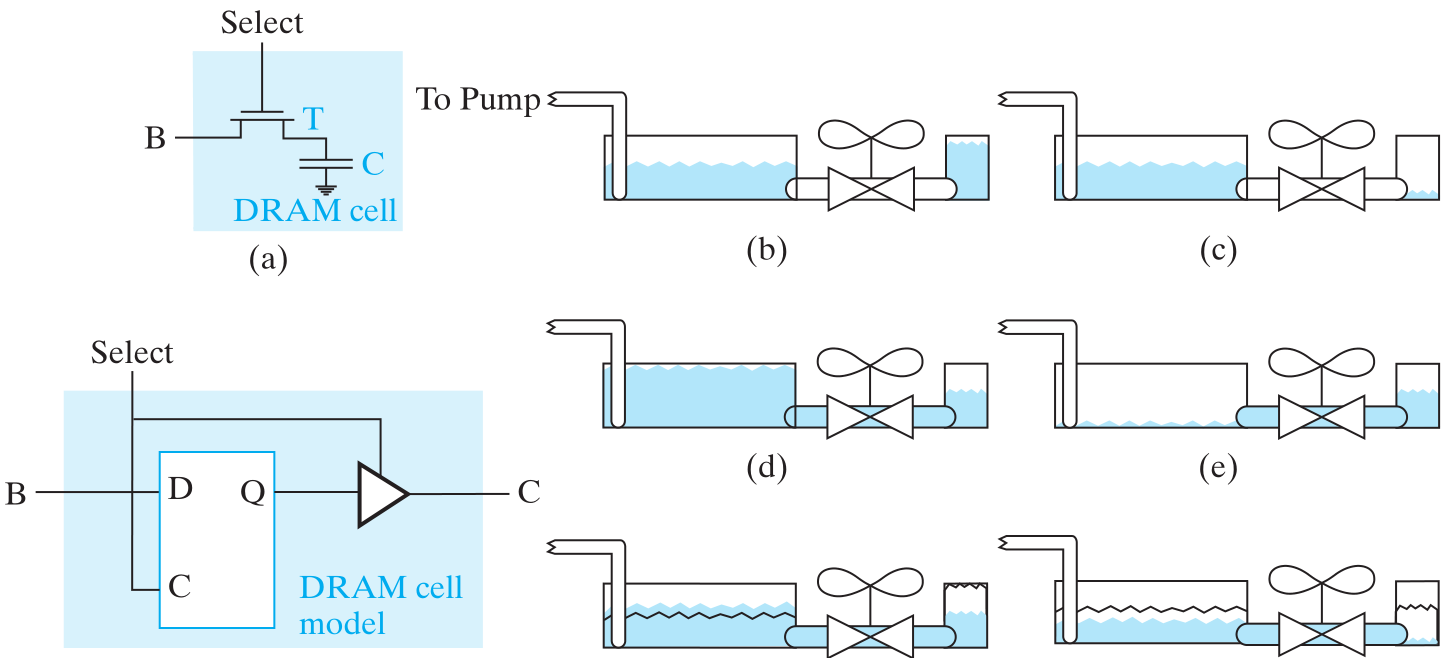 Select
T
B
C
DRAM cell
(a)
To Pump
(b)
(c)
Select
B
D
Q
C
C
DRAM cell
model
(d)
(e)